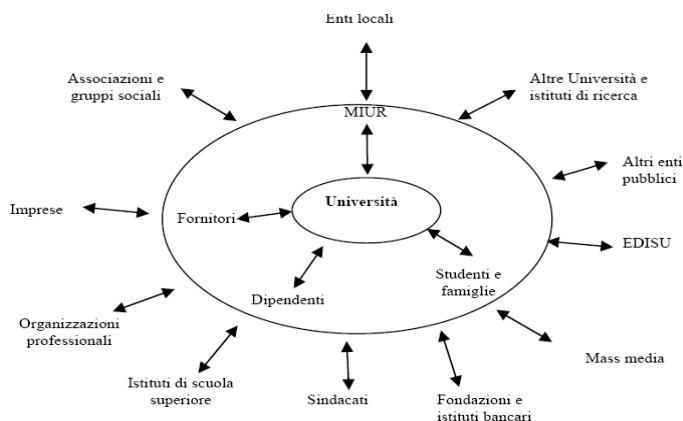 Enti locali
Associazioni e
gruppi sociali
Altre Università e
istituti di ricerca
MIUR
Altri enti
pubblici
Università
Imprese
Fornitori
EDISU
Studenti e
famiglie
Dipendenti
Organizzazioni
professionali
Mass media
Istituti di scuola
superiore
Sindacati
Fondazioni e
istituti bancari